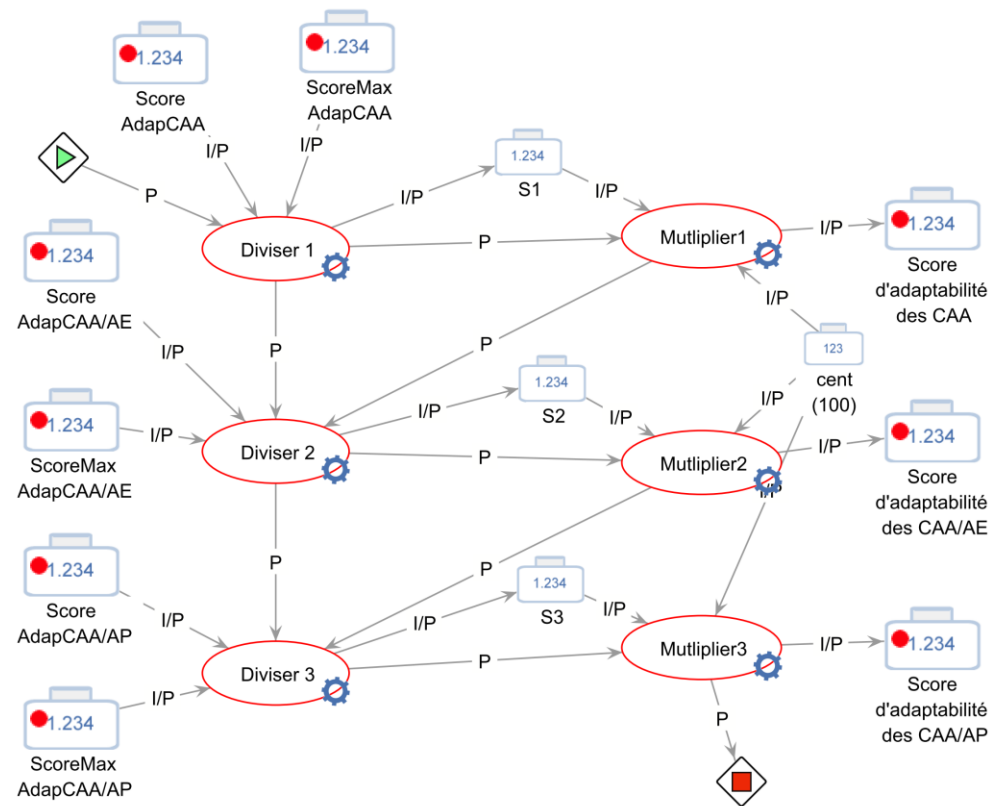 1.234
Score
AdapCAA
1.234
ScoreMax
AdapCAA
I/P
I/P
P
I/P
1.234
S1
I/P
Diviser 1
P
Mutliplier1
I/P
1.234
Score
d'adaptabilité
des CAA
1.234
Score
AdapCAA/AE
I/P
P
P
I/P
123
cent
(100)
1.234
ScoreMax
AdapCAA/AE
I/P
I/P
1.234
S2
I/P
I/P
Diviser 2
P
Mutliplier2
I/P
I/P
1.234
Score
d'adaptabilité
des CAA/AE
1.234
Score
AdapCAA/AP
I/P
P
P
I/P
1.234
S3
I/P
Diviser 3
P
Mutliplier3
I/P
1.234
Score
d'adaptabilité
des CAA/AP
1.234
ScoreMax
AdapCAA/AP
I/P
P